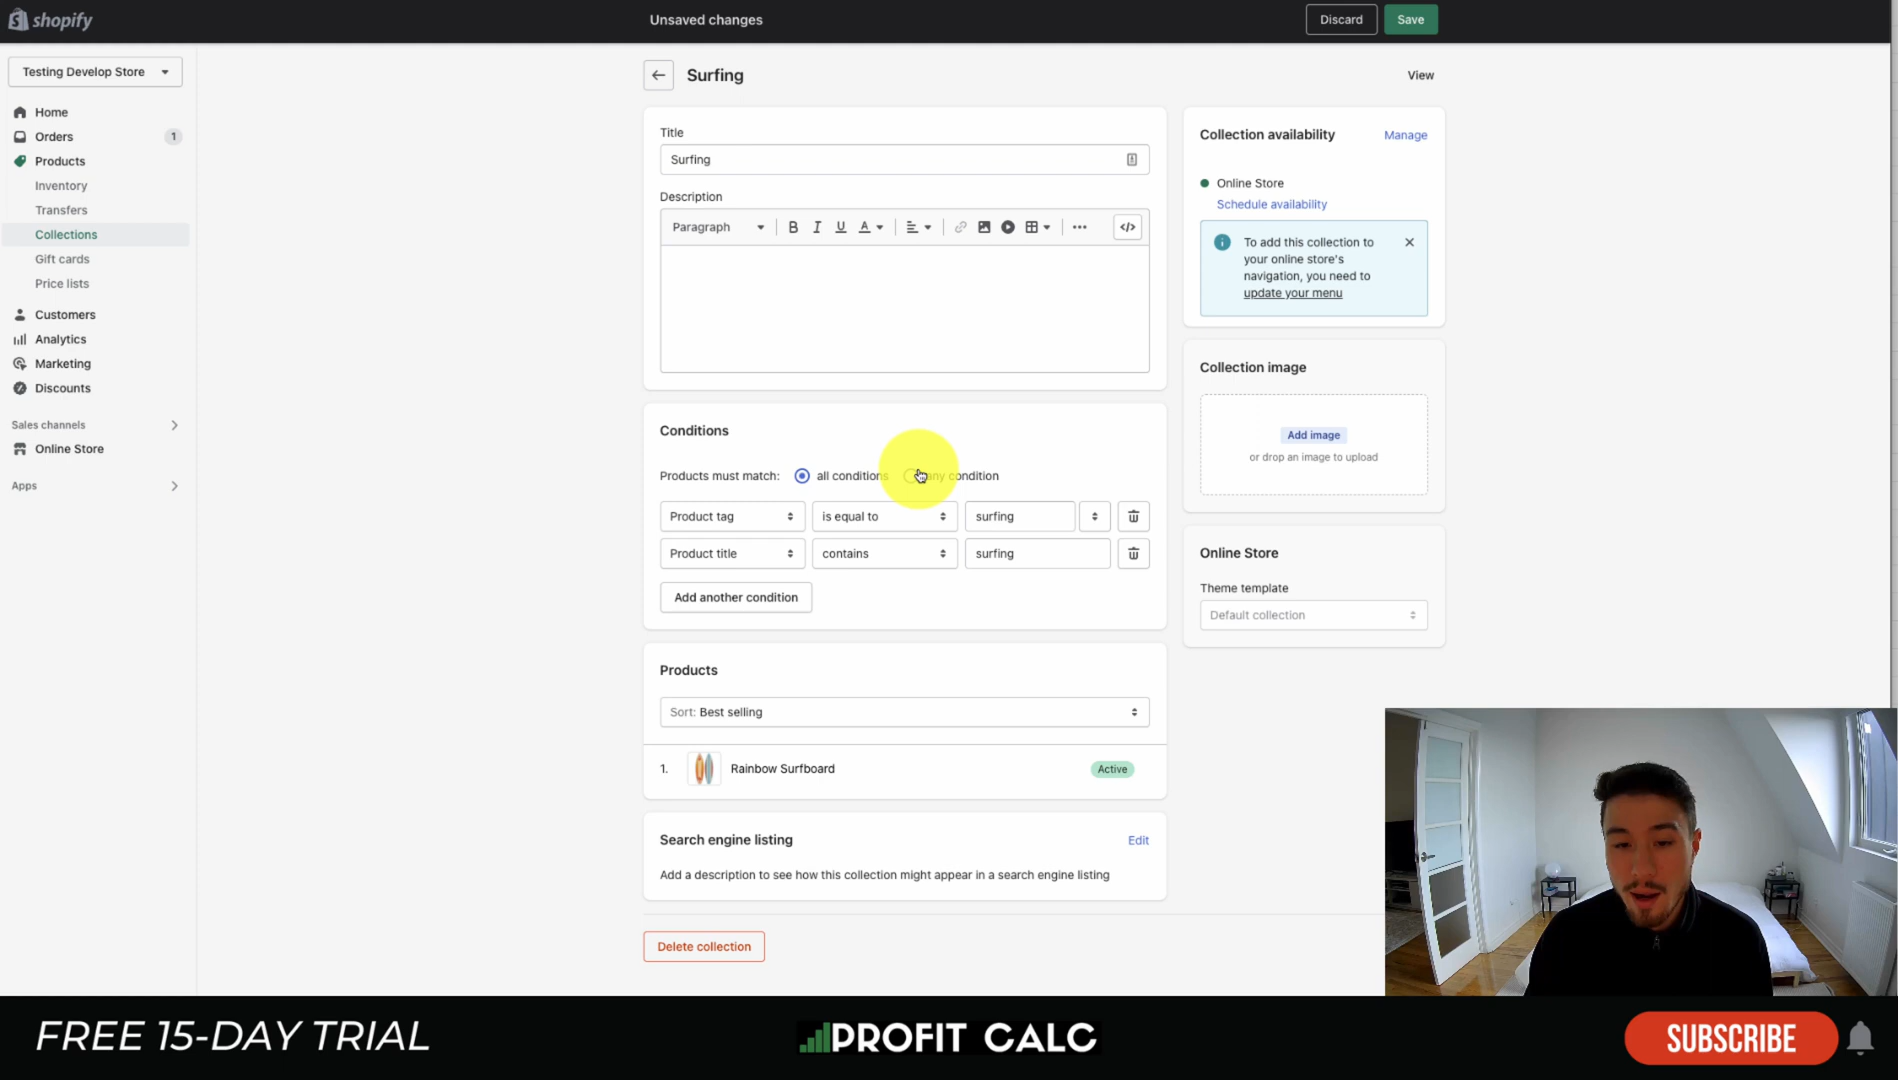 shopify
Unsaved changes
Discard
Save
Testing Develop Store
Home
Orders
1
Products
Inventory
Transfers
Collections
Gift cards
Price lists
Customers
Analytics
Marketing
Discounts
Sales channels
Online Store
Apps
Surfing
View
Title
Surfing
Description
Paragraph
B I U A
</>
Conditions
Products must match:
all conditions
any condition
Product tag
is equal to
surfing
Product title
contains
surfing
Add another condition
Products
Sort: Best selling
1.
Rainbow Surfboard
Active
Search engine listing
Edit
Add a description to see how this collection might appear in a search engine listing
Delete collection
Collection availability
Manage
Online Store
Schedule availability
To add this collection to
your online store's
navigation, you need to
update your menu
Collection image
Add image
or drop an image to upload
Online Store
Theme template
Default collection
FREE 15-DAY TRIAL
PROFIT CALC
SUBSCRIBE